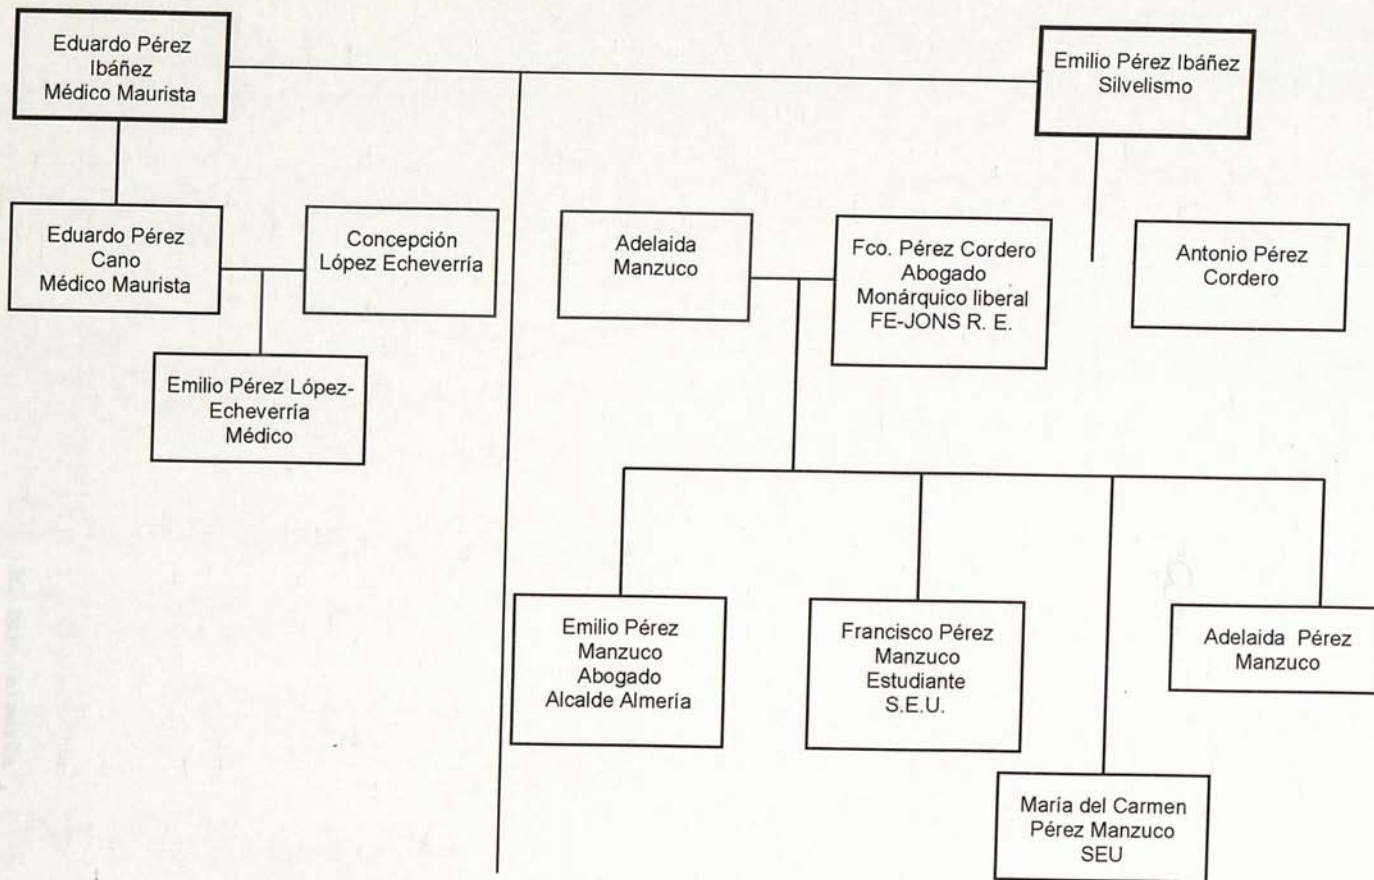 Eduardo Pérez
Ibáñez
Médico Maurista
Emilio Pérez Ibáñez
Silvelismo
Eduardo Pérez
Cano
Médico Maurista
Concepción
López Echeverría
Adelaida
Manzuco
Fco. Pérez Cordero
Abogado
Monárquico liberal
FE-JONS R. E.
Antonio Pérez
Cordero
Emilio Pérez López-
Echeverría
Médico
Emilio Pérez
Manzuco
Abogado
Alcalde Almería
Francisco Pérez
Manzuco
Estudiante
S.E.U.
Adelaida Pérez
Manzuco
María del Carmen
Pérez Manzuco
SEU